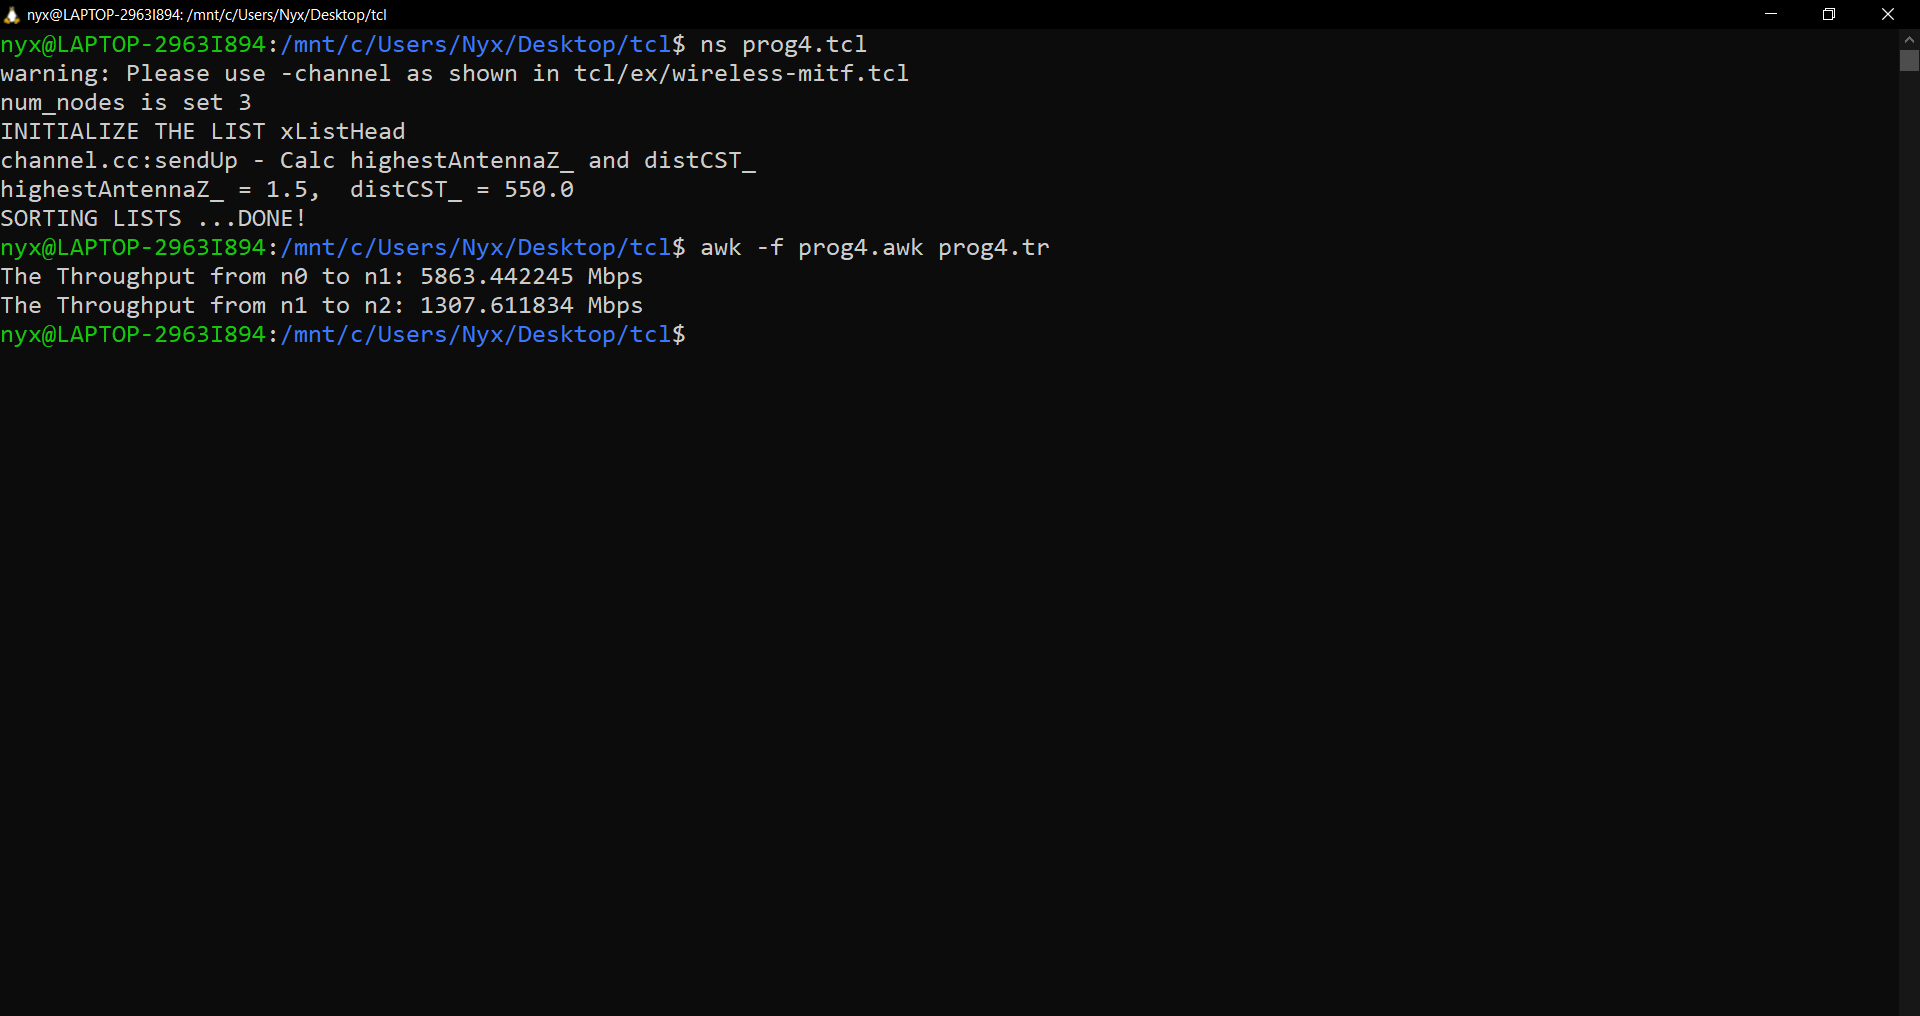 nyx@LAPTOP-2963I894: /mnt/c/Users/Nyx/Desktop/tcl
nyx@LAPTOP-2963I894:/mnt/c/Users/Nyx/Desktop/tcl$ ns prog4.tcl
warning: Please use -channel as shown in tcl/ex/wireless-mitf.tcl
num_nodes is set 3
INITIALIZE THE LIST xListHead
channel.cc:sendUp - Calc highestAntennaZ_ and distCST_
highestAntennaZ_ = 1.5,  distCST_ = 550.0
SORTING LISTS ...DONE!
nyx@LAPTOP-2963I894:/mnt/c/Users/Nyx/Desktop/tcl$ awk -f prog4.awk prog4.tr
The Throughput from n0 to n1: 5863.442245 Mbps
The Throughput from n1 to n2: 1307.611834 Mbps
nyx@LAPTOP-2963I894:/mnt/c/Users/Nyx/Desktop/tcl$